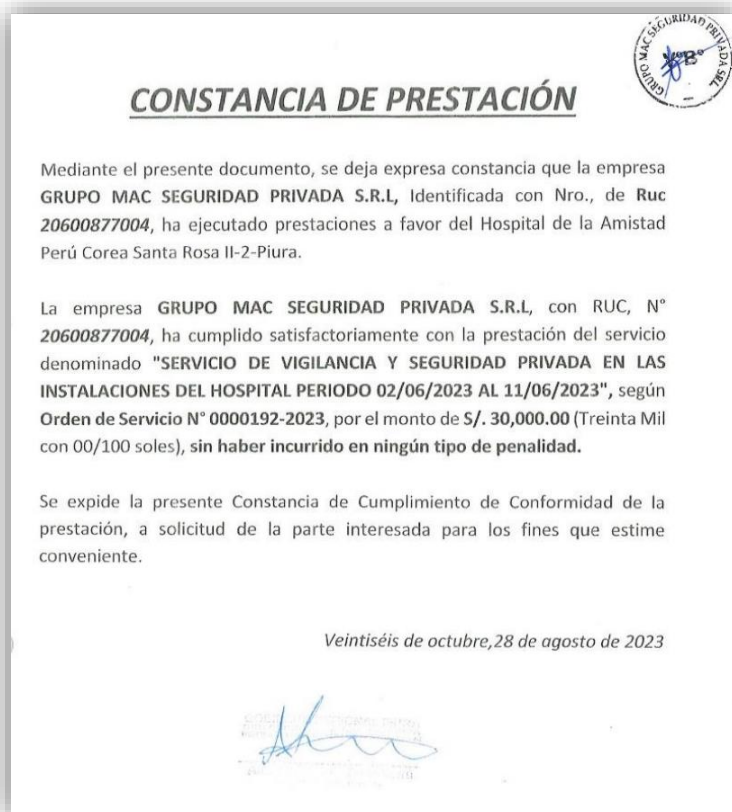 GRUPO MAC SEGURIDAD PRIVADA SRL
V°B°
CONSTANCIA DE PRESTACIÓN
Mediante el presente documento, se deja expresa constancia que la empresa
GRUPO MAC SEGURIDAD PRIVADA S.R.L, Identificada con Nro., de Ruc
20600877004, ha ejecutado prestaciones a favor del Hospital de la Amistad
Perú Corea Santa Rosa II-2-Piura.
La empresa GRUPO MAC SEGURIDAD PRIVADA S.R.L, con RUC, N°
20600877004, ha cumplido satisfactoriamente con la prestación del servicio
denominado "SERVICIO DE VIGILANCIA Y SEGURIDAD PRIVADA EN LAS
INSTALACIONES DEL HOSPITAL PERIODO 02/06/2023 AL 11/06/2023", según
Orden de Servicio N° 0000192-2023, por el monto de S/. 30,000.00 (Treinta Mil
con 00/100 soles), sin haber incurrido en ningún tipo de penalidad.
Se expide la presente Constancia de Cumplimiento de Conformidad de la
prestación, a solicitud de la parte interesada para los fines que estime
conveniente.
Veintiséis de octubre,28 de agosto de 2023